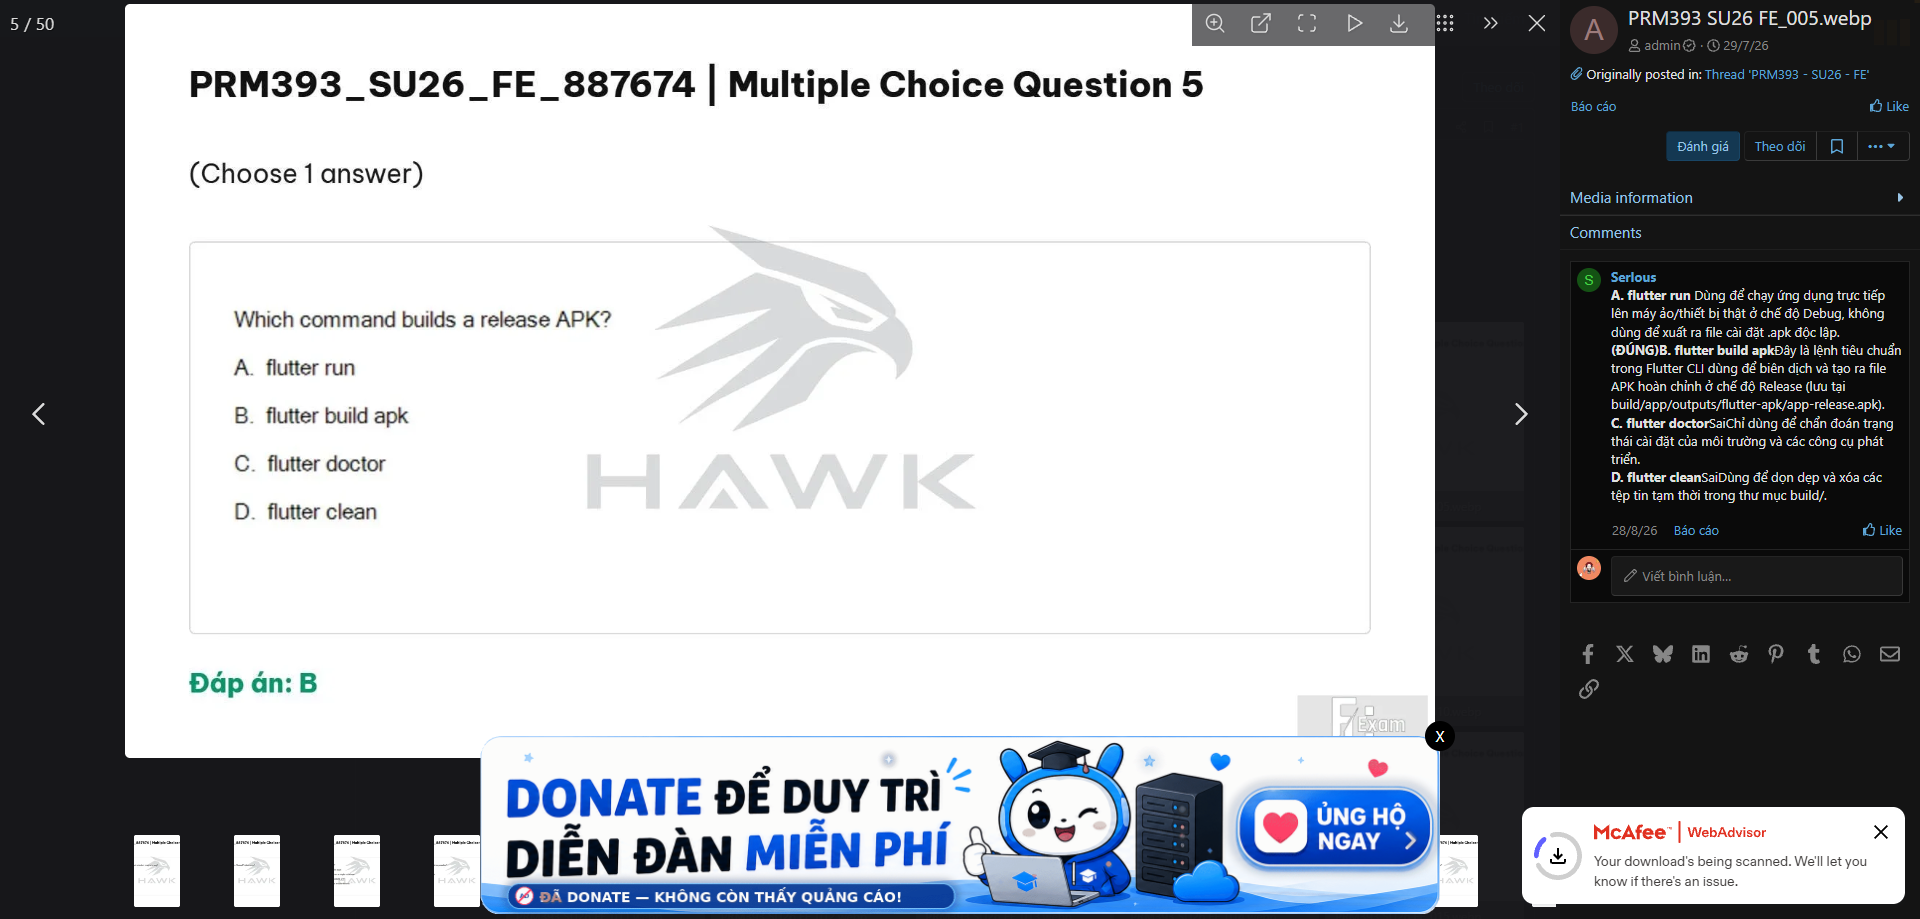 5 / 50
PRM393_SU26_FE_887674 | Multiple Choice Question 5
(Choose 1 answer)
Which command builds a release APK?
A. flutter run
B. flutter build apk
C. flutter doctor
D. flutter clean
HAWK
Đáp án: B
Exam
X
DONATE ĐỂ DUY TRÌ
DIỄN ĐÀN MIỄN PHÍ
ĐÃ DONATE — KHÔNG CÒN THẤY QUẢNG CÁO!
ỦNG HỘ
NGAY
A
PRM393 SU26 FE_005.webp
admin · 29/7/26
Originally posted in: Thread 'PRM393 - SU26 - FE'
Báo cáo
Like
Đánh giá
Theo dõi
Media information
Comments
S
Serlous
A. flutter run Dùng để chạy ứng dụng trực tiếp
lên máy ảo/thiết bị thật ở chế độ Debug, không
dùng để xuất ra file cài đặt .apk độc lập.
(ĐÚNG)B. flutter build apkĐây là lệnh tiêu chuẩn
trong Flutter CLI dùng để biên dịch và tạo ra file
APK hoàn chỉnh ở chế độ Release (lưu tại
build/app/outputs/flutter-apk/app-release.apk).
C. flutter doctorSaiChỉ dùng để chẩn đoán trạng
thái cài đặt của môi trường và các công cụ phát
triển.
D. flutter cleanSaiDùng để dọn dẹp và xóa các
tệp tin tạm thời trong thư mục build/.
28/8/26 Báo cáo
Like
Viết bình luận...
McAfee | WebAdvisor
Your download's being scanned. We'll let you
know if there's an issue.